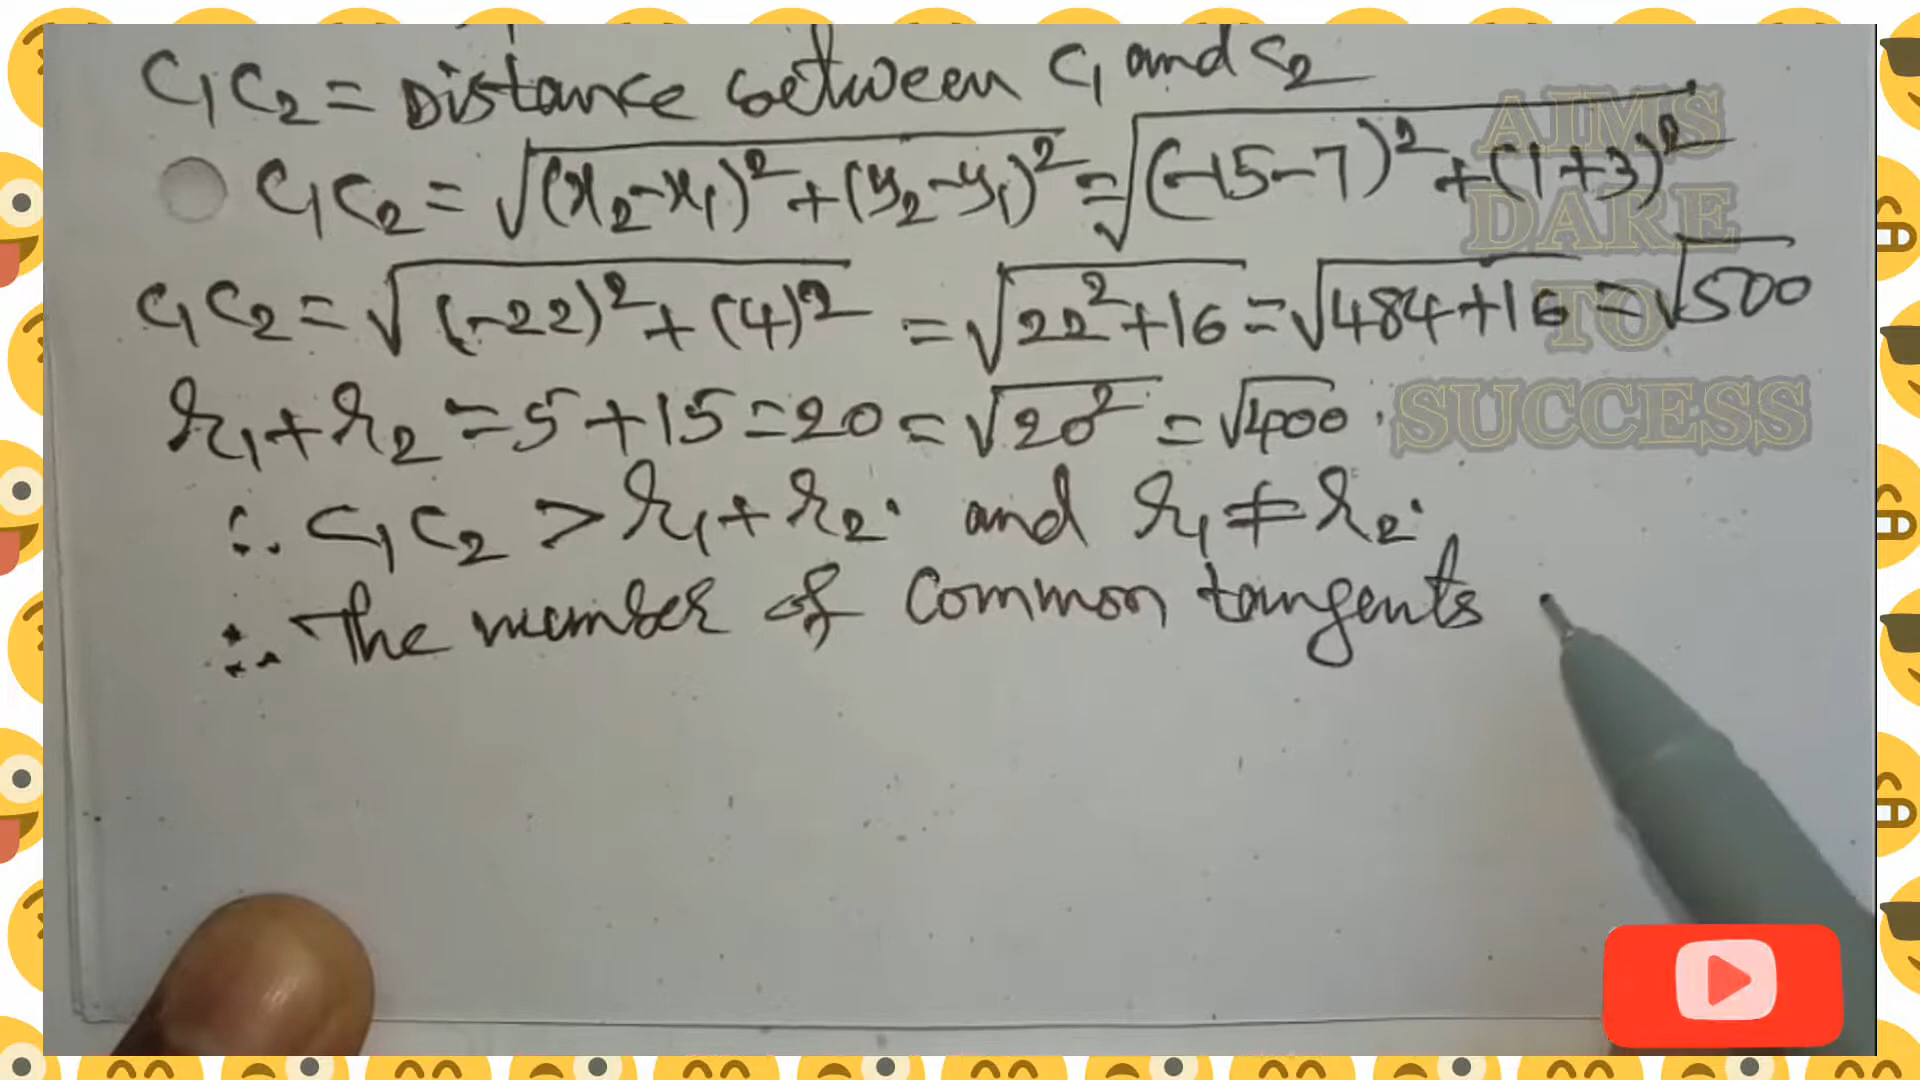 C₁C₂ = Distance between C₁ and C₂
C₁C₂ = √(x₂-x₁)²+(y₂-y₁)² = √(-15-7)²+(1+3)²
C₁C₂ = √(-22)²+(4)² = √22²+16 = √484+16 = √500
r₁+r₂ = 5+15 = 20 = √20² = √400.
∴ C₁C₂ > r₁+r₂. and r₁ ≠ r₂.
∴ The number of common tangents
AIMS
DARE
TO
SUCCESS